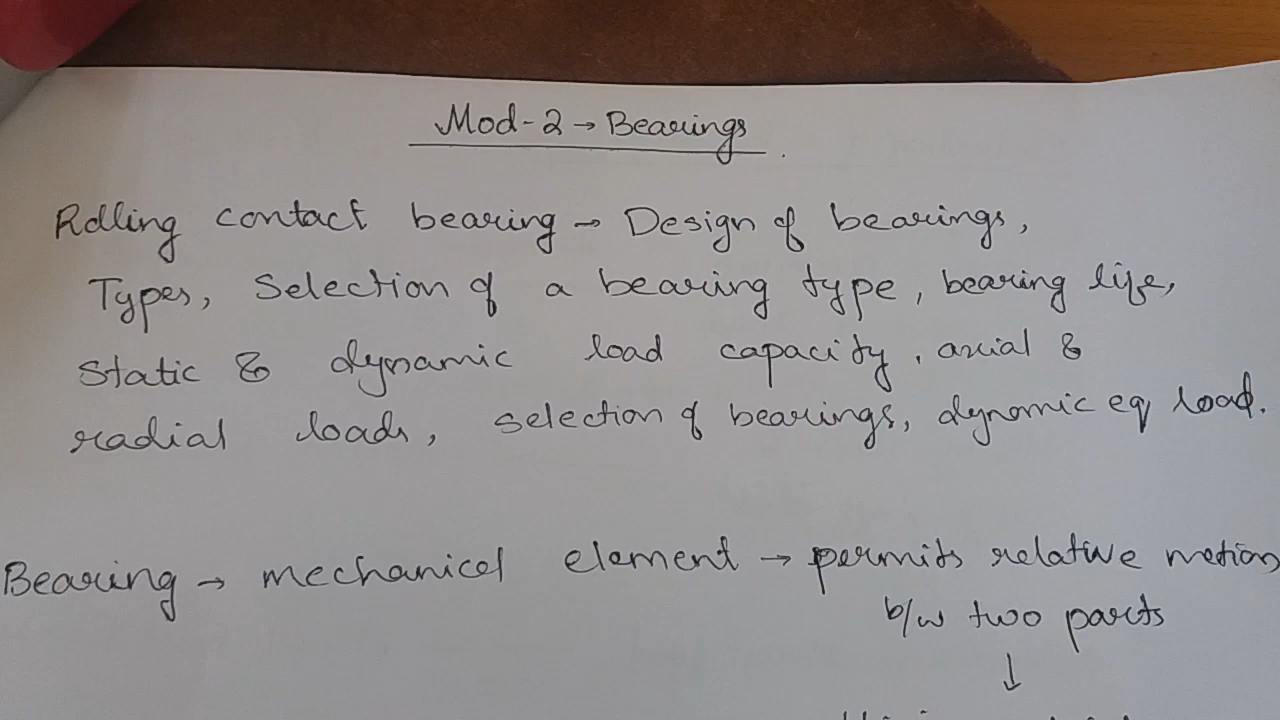 Mod-2 → Bearings
Rolling contact bearing → Design of bearings,
Types, Selection of a bearing type, bearing life,
Static & dynamic load capacity, axial &
radial loads, selection of bearings, dynamic eq load.
Bearing → mechanical element → permits relative motion
b/w two parts
↓